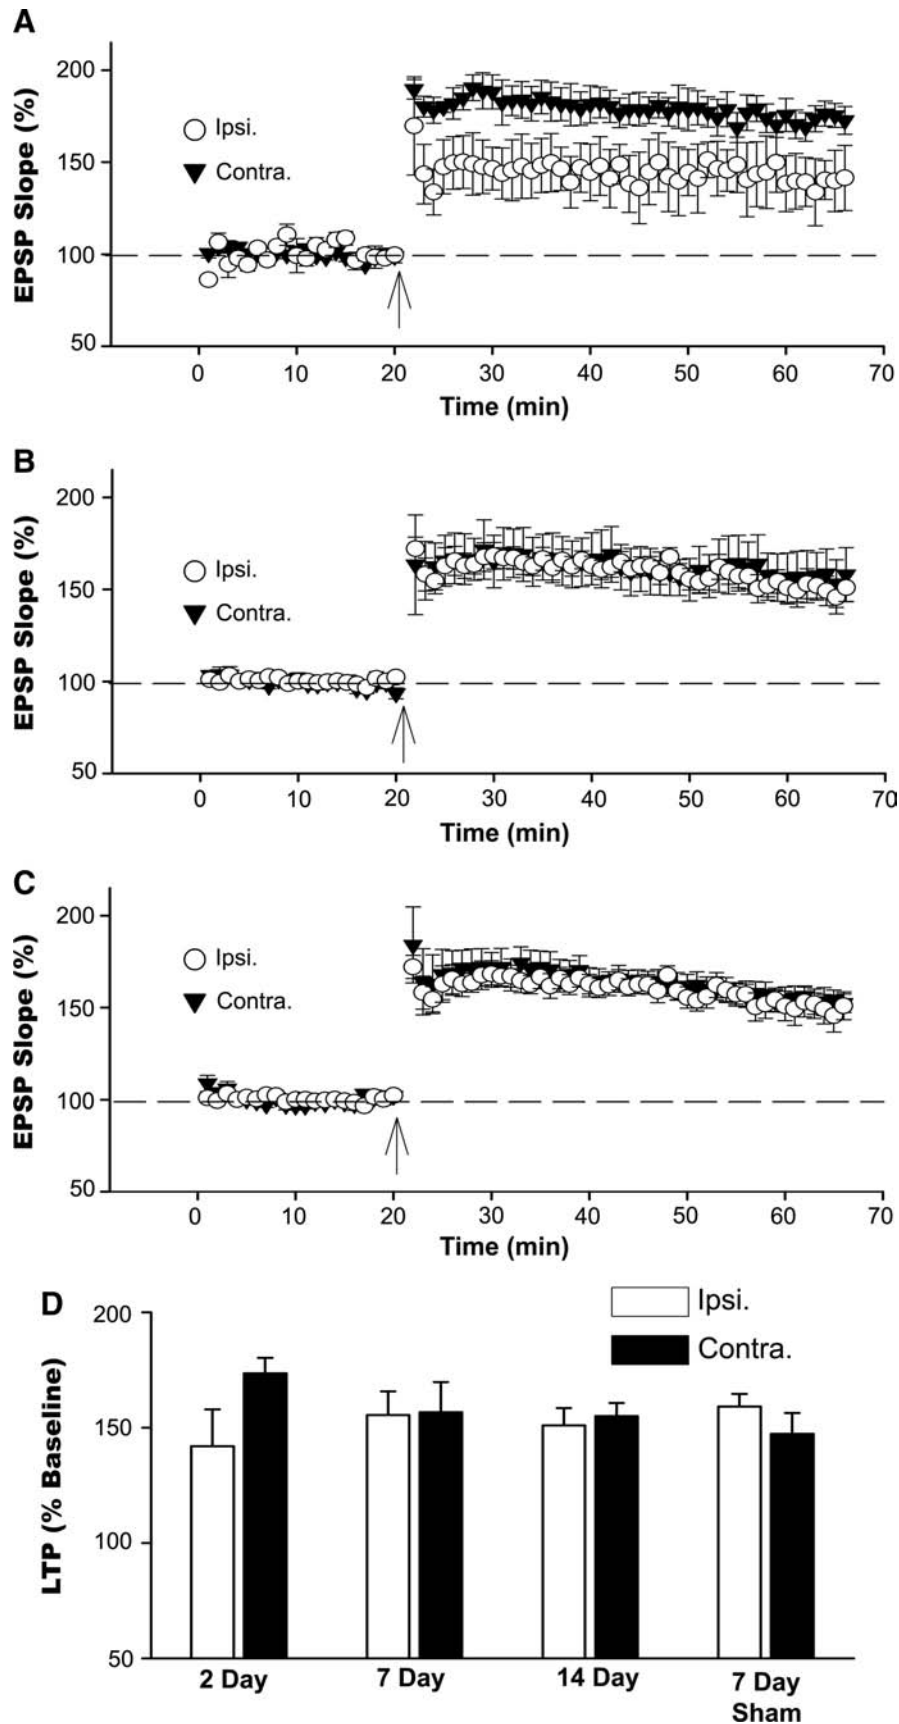 A
EPSP Slope (%)
200
150
100
50
Ipsi.
Contra.
0 10 20 30 40 50 60 70
Time (min)
B
EPSP Slope (%)
200
150
100
50
Ipsi.
Contra.
0 10 20 30 40 50 60 70
Time (min)
C
EPSP Slope (%)
200
150
100
50
Ipsi.
Contra.
0 10 20 30 40 50 60 70
Time (min)
D
LTP (% Baseline)
200
150
100
50
Ipsi.
Contra.
2 Day 7 Day 14 Day 7 Day
Sham